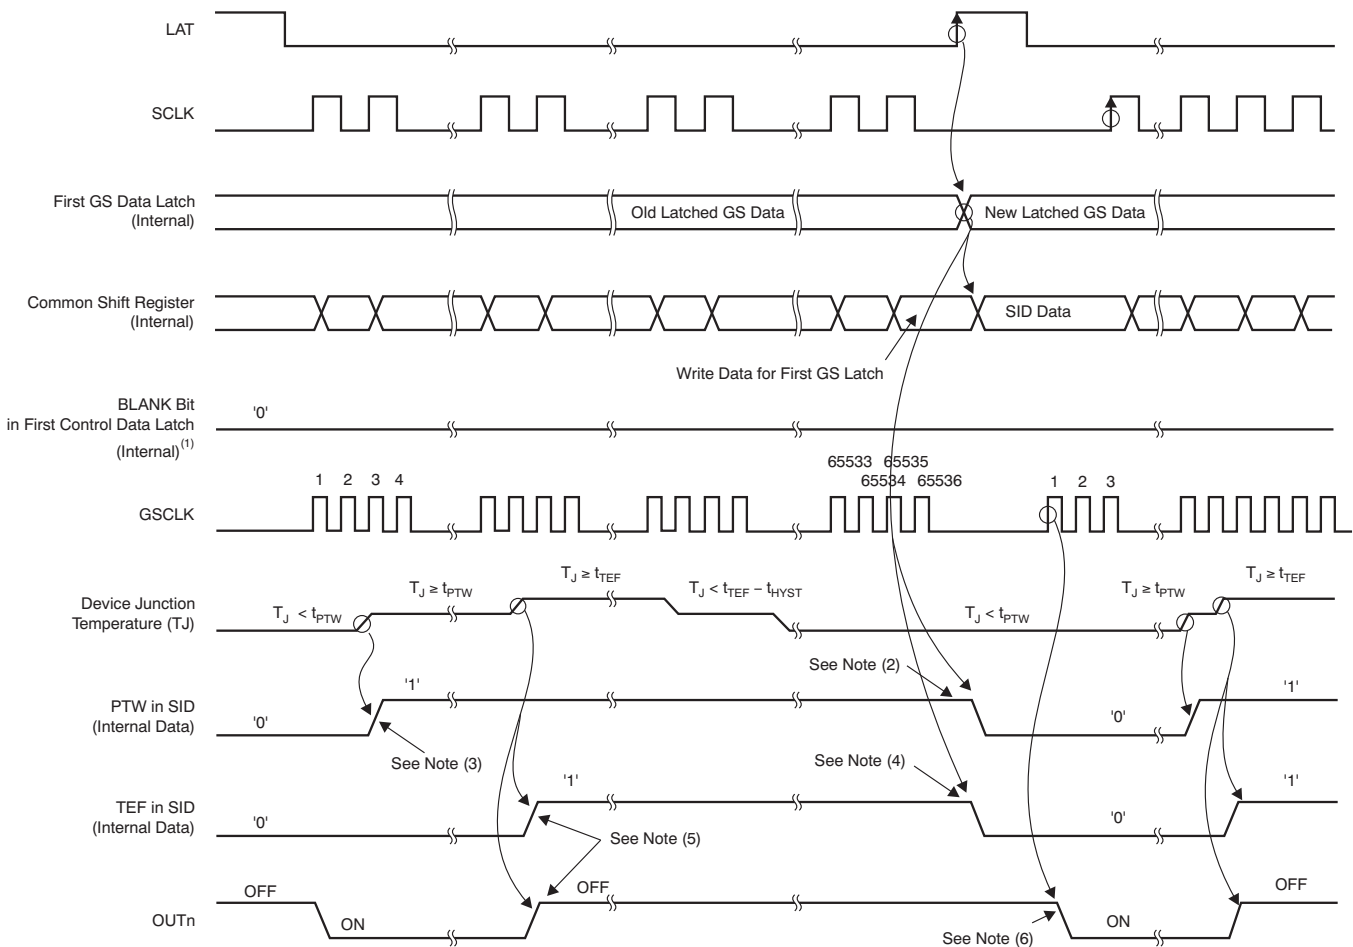 LAT
SCLK
First GS Data Latch
(Internal)
Old Latched GS Data
New Latched GS Data
Common Shift Register
(Internal)
SID Data
Write Data for First GS Latch
BLANK Bit
in First Control Data Latch
(Internal)(1)
'0'
65533 65535
65534 65536
1 2 3 4
1 2 3
GSCLK
Device Junction
Temperature (TJ)
TJ < tPTW
TJ ≥ tPTW
TJ ≥ tTEF
TJ < tTEF – tHYST
TJ < tPTW
TJ ≥ tPTW
TJ ≥ tTEF
See Note (2)
PTW in SID
(Internal Data)
'0'
'1'
'0'
'1'
See Note (3)
See Note (4)
TEF in SID
(Internal Data)
'0'
'1'
'0'
'1'
See Note (5)
OUTn
OFF
ON
OFF
ON
OFF
See Note (6)